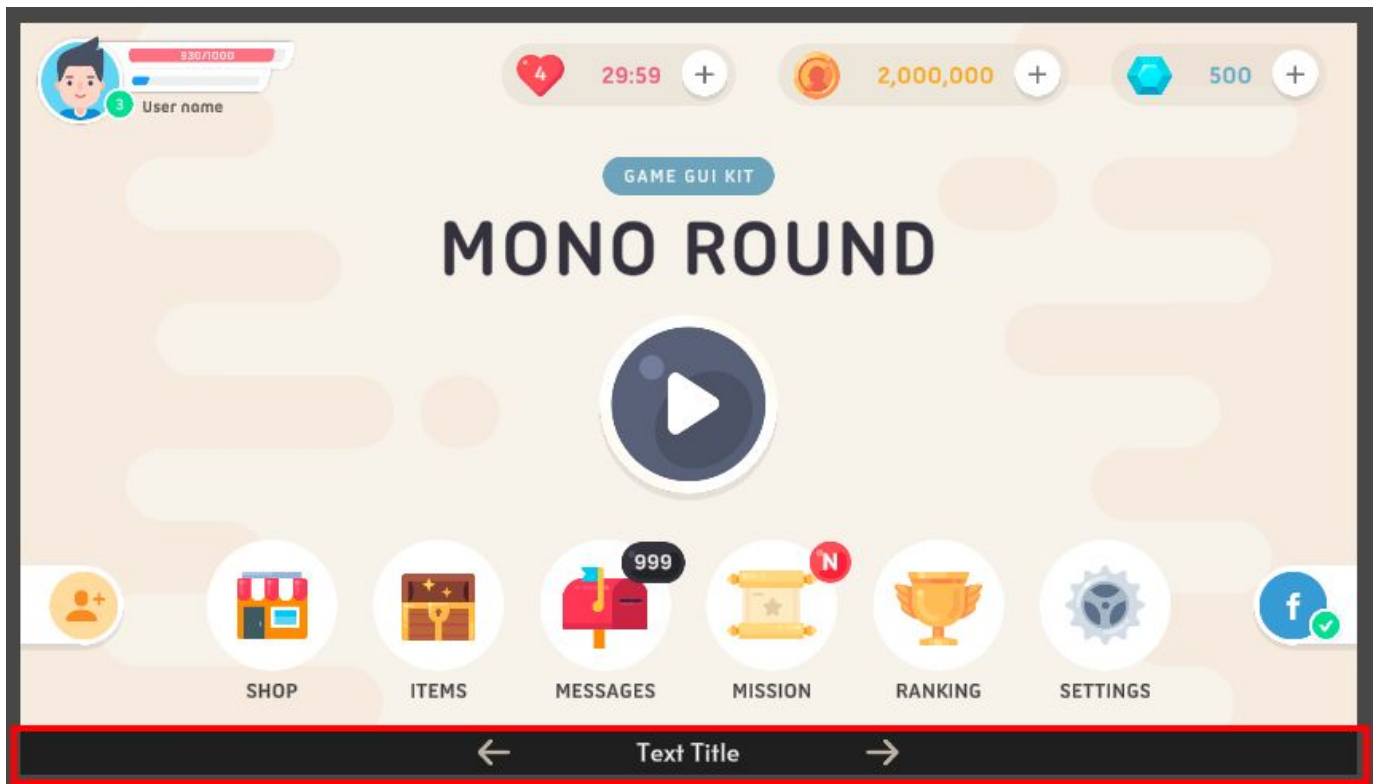 930/1000
3
User name
4
29:59
+
2,000,000
+
500
+
GAME GUI KIT
MONO ROUND
999
N
f
SHOP
ITEMS
MESSAGES
MISSION
RANKING
SETTINGS
← Text Title →